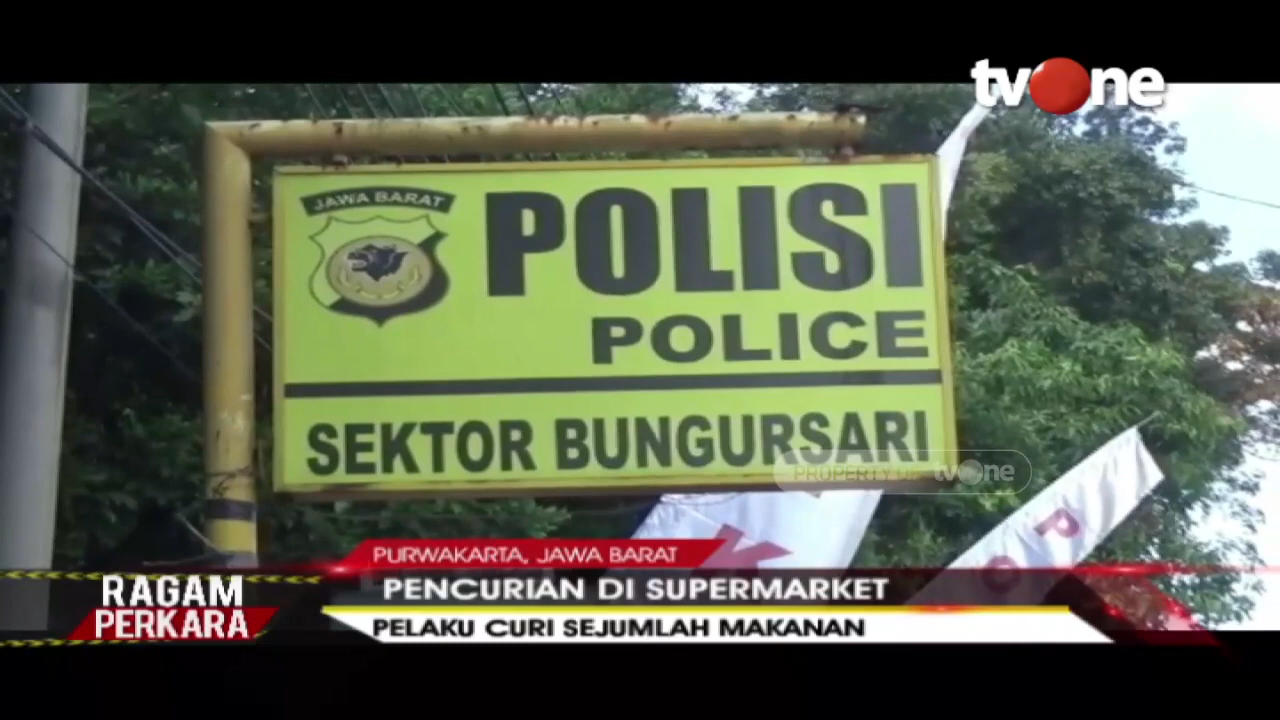 tvOne
JAWA BARAT
POLISI
POLICE
SEKTOR BUNGURSARI
PROPERTY OF tvOne
PURWAKARTA, JAWA BARAT
RAGAM PERKARA
PENCURIAN DI SUPERMARKET
PELAKU CURI SEJUMLAH MAKANAN